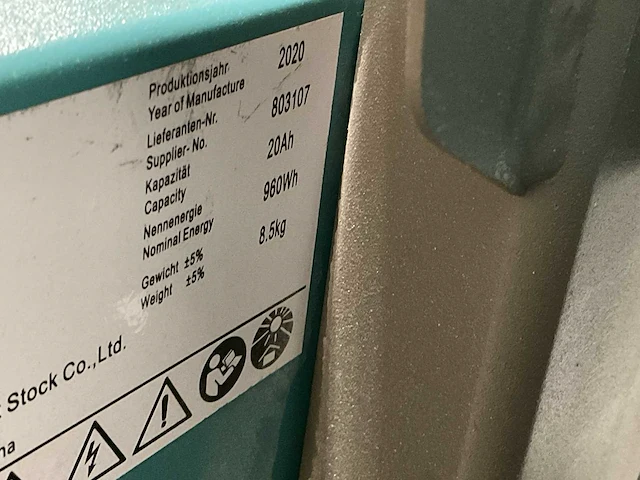 Produktionsjahr 2020
Year of Manufacture
Lieferanten-Nr. 803107
Supplier- No.
Kapazität 20Ah
Capacity
Nennenergie 960Wh
Nominal Energy
Gewicht ±5% 8.5kg
Weight ±5%
Stock Co.,Ltd.
na